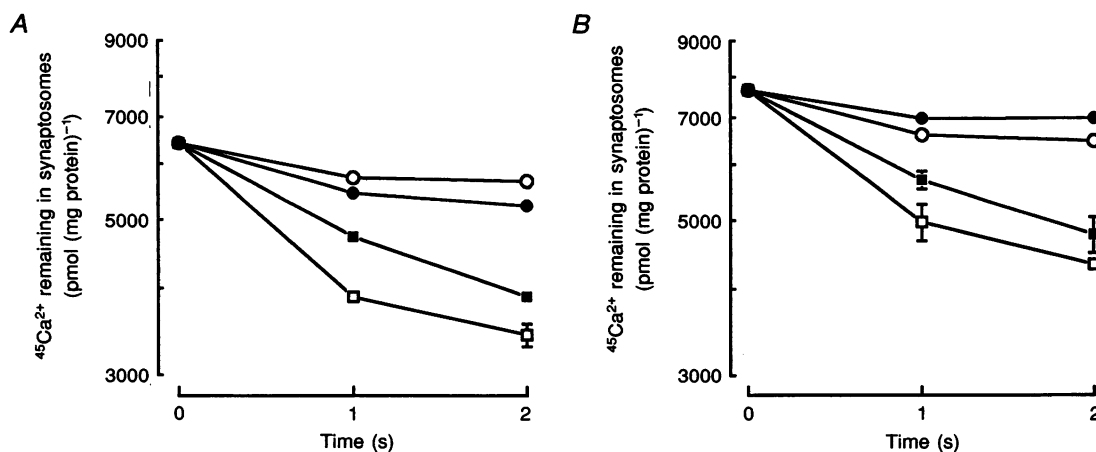 A
9000
7000
5000
3000
⁴⁵Ca²⁺ remaining in synaptosomes
(pmol (mg protein)⁻¹)
0
1
2
Time (s)
B
9000
7000
5000
3000
⁴⁵Ca²⁺ remaining in synaptosomes
(pmol (mg protein)⁻¹)
0
1
2
Time (s)